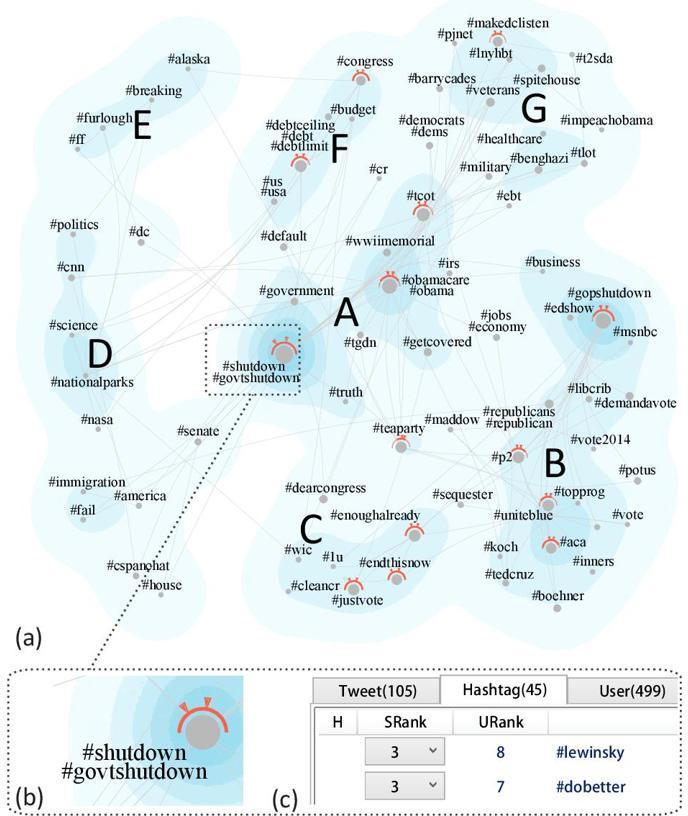 #makedclisten
#pjnet
#lnyhbt
#t2sda
#alaska
#congress
#spitehouse
#barrycades
#breaking
#veterans
E
#furlough
#budget
F
G
#debtceiling
#debt
#debtlimit
#democrats
#dems
#impeachobama
#ff
#healthcare
#benghazi
#tlot
#cr
#military
#us
#usa
#tcot
#ebt
#politics
#dc
#default
#wwiimemorial
#cnn
#irs
#business
#obamacare
#obama
#government
A
#gopshutdown
#edshow
#jobs
#economy
#science
#msnbc
D
#tgdn
#getcovered
#shutdown
#govtshutdown
#nationalparks
#truth
#libcrib
#demandavote
#nasa
#republicans
#republican
#maddow
#senate
#teaparty
#vote2014
#p2
B
#potus
#immigration
#america
#dearcongress
#sequester
#topprog
#fail
C
#enoughalready
#uniteblue
#vote
#wic
#1u
#koch
#aca
#endthisnow
#inners
#cspanchat
#house
#cleancr
#justvote
#tedcruz
#boehner
(a)
#shutdown
#govtshutdown
(b)
Tweet(105) Hashtag(45) User(499)
H SRank URank
3 8 #lewinsky
3 7 #dobetter
(c)